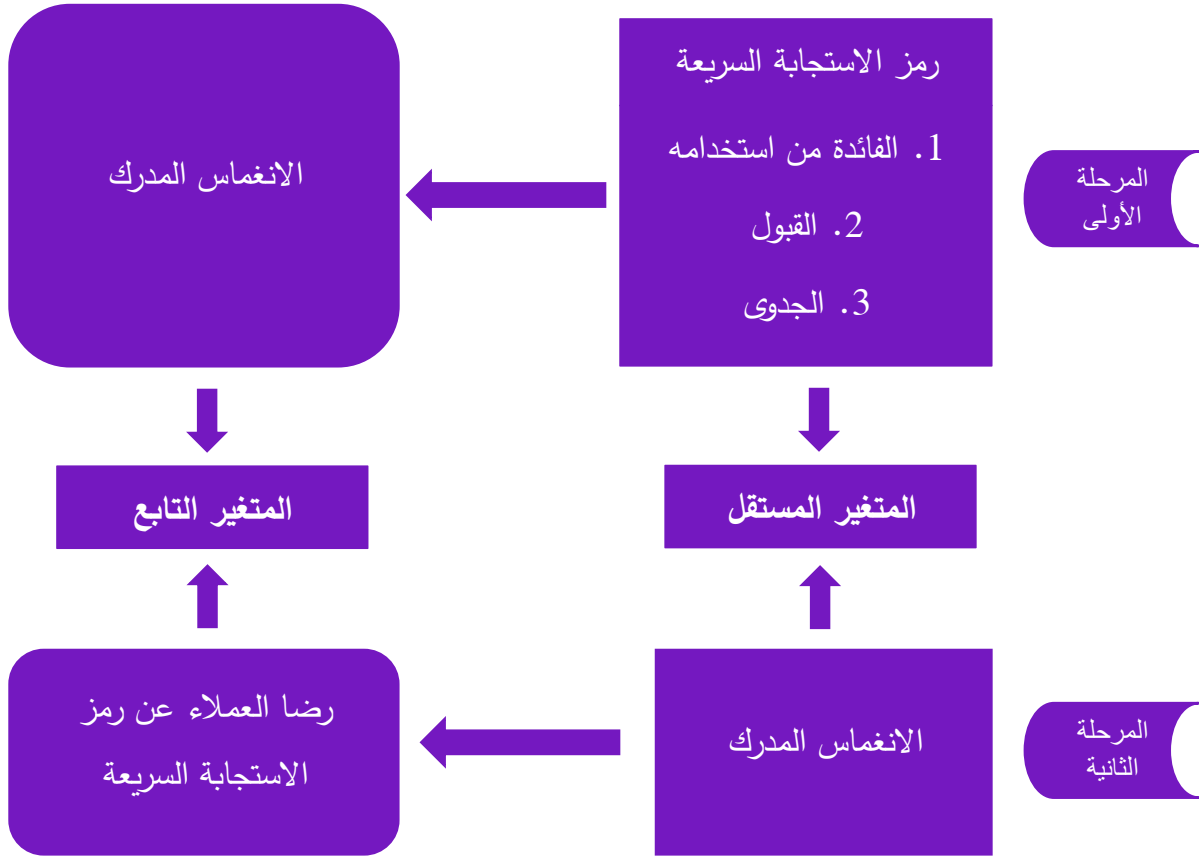 المرحلة
الأولى
رمز الاستجابة السريعة
1. الفائدة من استخدامه
2. القبول
3. الجدوى
الانغماس المدرك
المتغير المستقل
المتغير التابع
المرحلة
الثانية
الانغماس المدرك
رضا العملاء عن رمز
الاستجابة السريعة